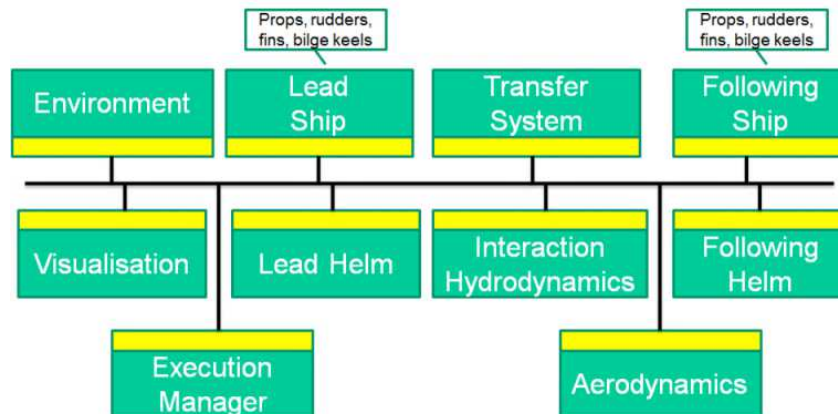 Props, rudders,
fins, bilge keels
Props, rudders,
fins, bilge keels
Environment
Lead
Ship
Transfer
System
Following
Ship
Visualisation
Lead Helm
Interaction
Hydrodynamics
Following
Helm
Execution
Manager
Aerodynamics